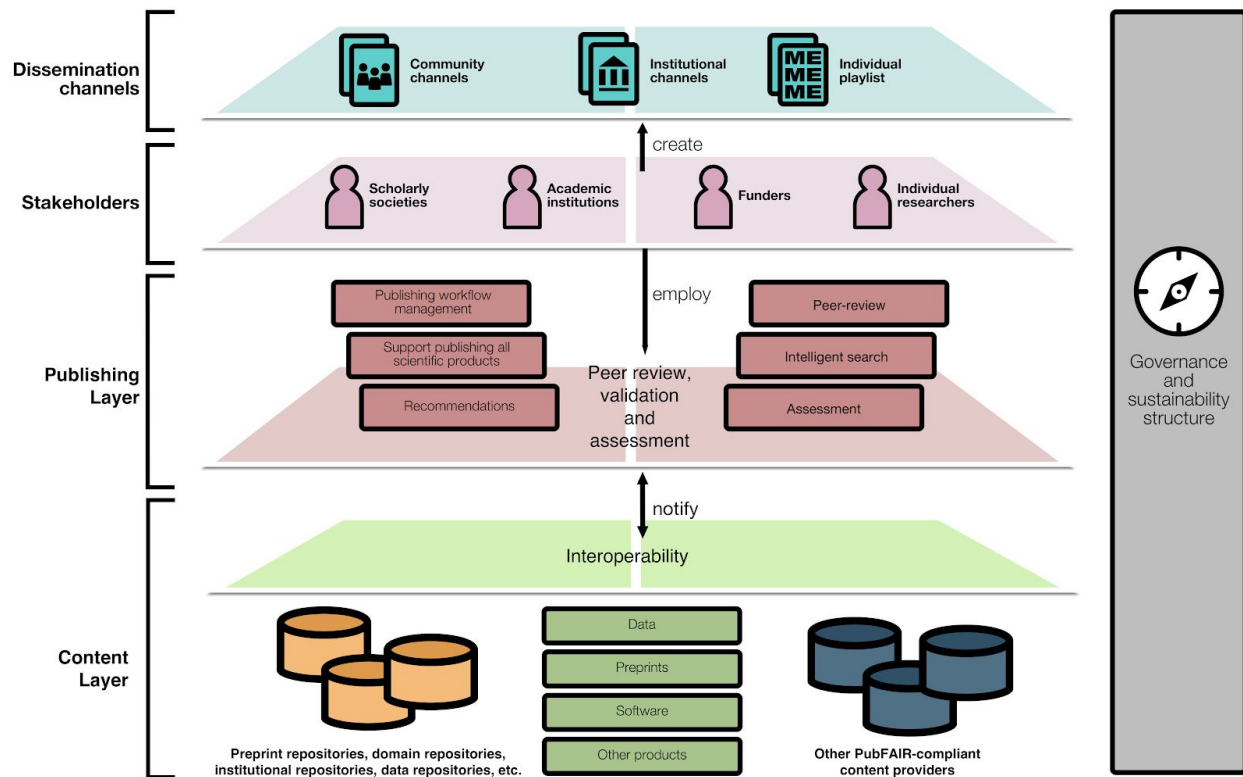 Dissemination
channels
Community
channels
Institutional
channels
ME
ME
ME
Individual
playlist
create
Stakeholders
Scholarly
societies
Academic
institutions
Funders
Individual
researchers
employ
Publishing
Layer
Publishing workflow
management
Support publishing all
scientific products
Recommendations
Peer review,
validation
and
assessment
Peer-review
Intelligent search
Assessment
notify
Content
Layer
Interoperability
Data
Preprints
Software
Other products
Preprint repositories, domain repositories,
institutional repositories, data repositories, etc.
Other PubFAIR-compliant
content providers
Governance
and
sustainability
structure